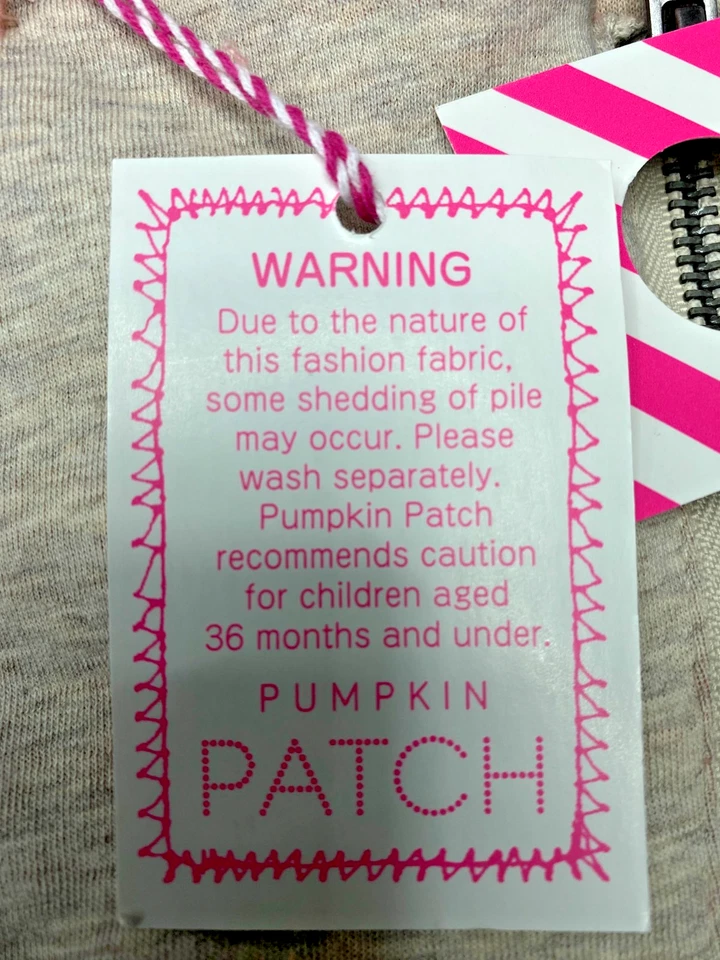 WARNING
Due to the nature of
this fashion fabric,
some shedding of pile
may occur. Please
wash separately.
Pumpkin Patch
recommends caution
for children aged
36 months and under.
PUMPKIN
PATCH